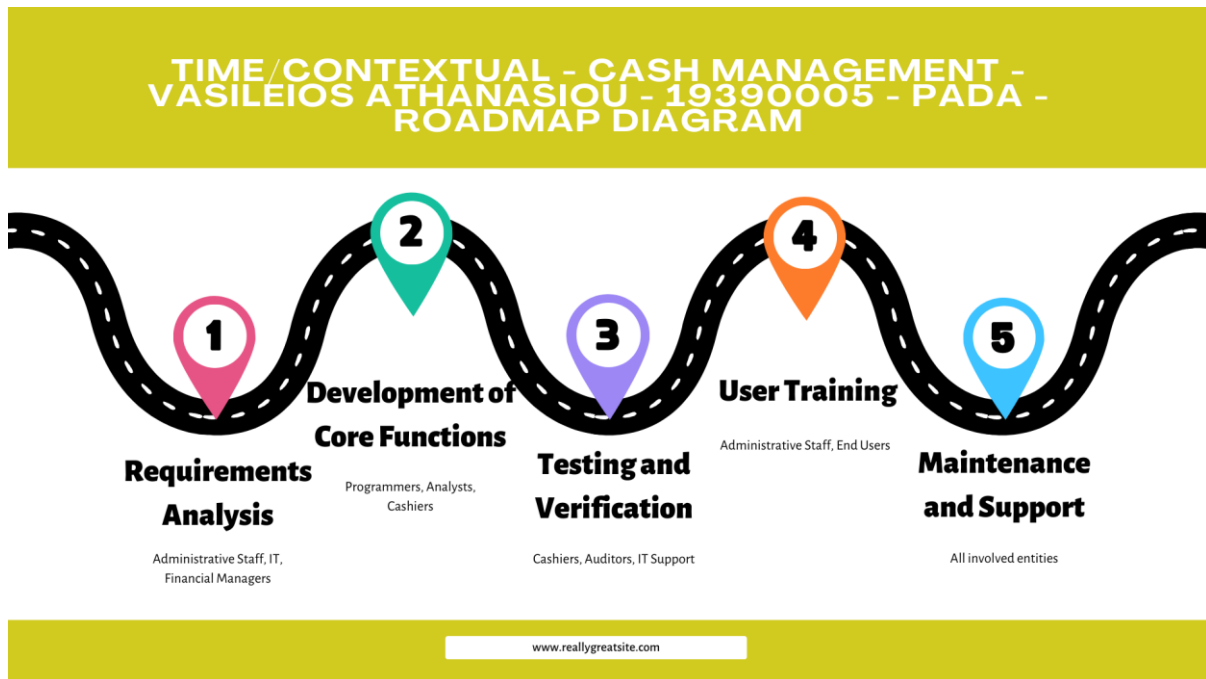 TIME/CONTEXTUAL - CASH MANAGEMENT -
VASILEIOS ATHANASIOU - 19390005 - PADA -
ROADMAP DIAGRAM
1
Requirements
Analysis
Administrative Staff, IT,
Financial Managers
2
Development of
Core Functions
Programmers, Analysts,
Cashiers
3
Testing and
Verification
Cashiers, Auditors, IT Support
4
User Training
Administrative Staff, End Users
5
Maintenance
and Support
All involved entities
www.reallygreatsite.com